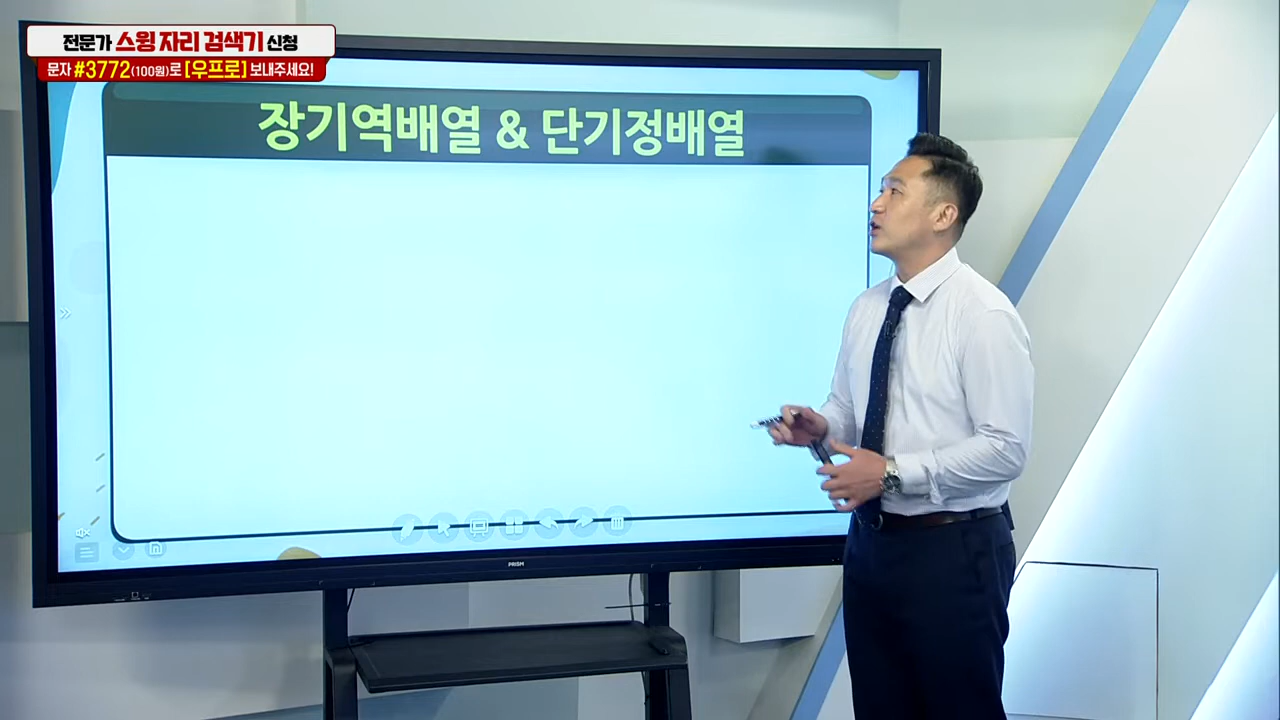 전문가 스윙 자리 검색기 신청
문자 #3772(100원)로 [우프로] 보내주세요!
장기역배열 & 단기정배열
PRISM